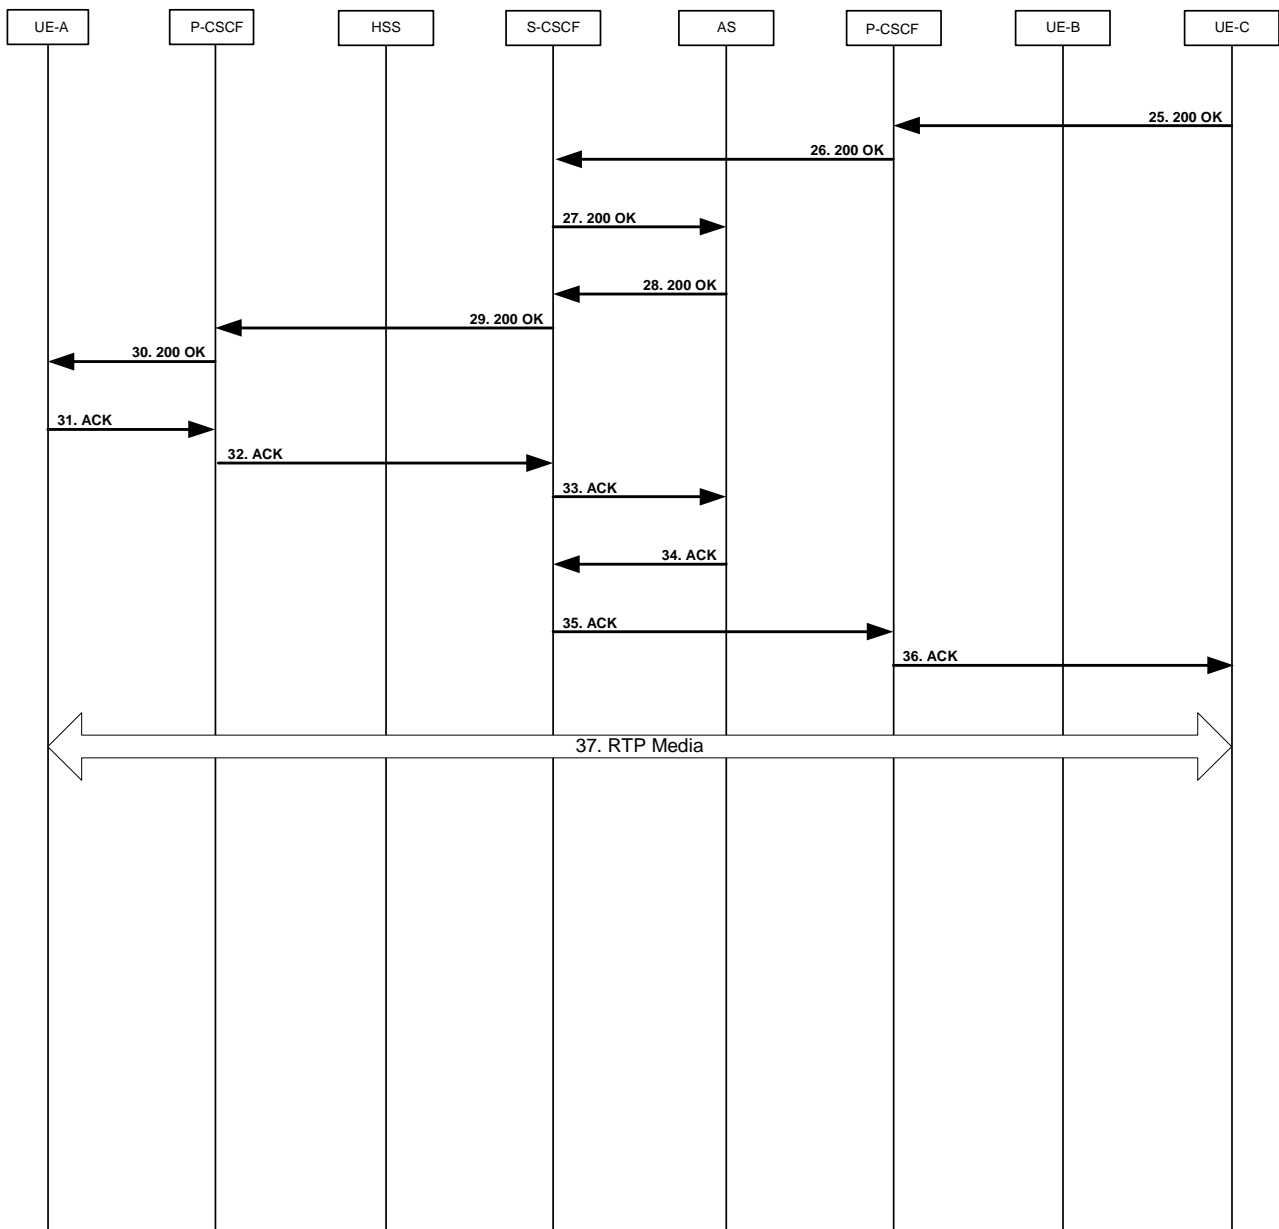 UE-A
P-CSCF
HSS
S-CSCF
AS
P-CSCF
UE-B
UE-C
25. 200 OK
26. 200 OK
27. 200 OK
28. 200 OK
29. 200 OK
30. 200 OK
31. ACK
32. ACK
33. ACK
34. ACK
35. ACK
36. ACK
37. RTP Media